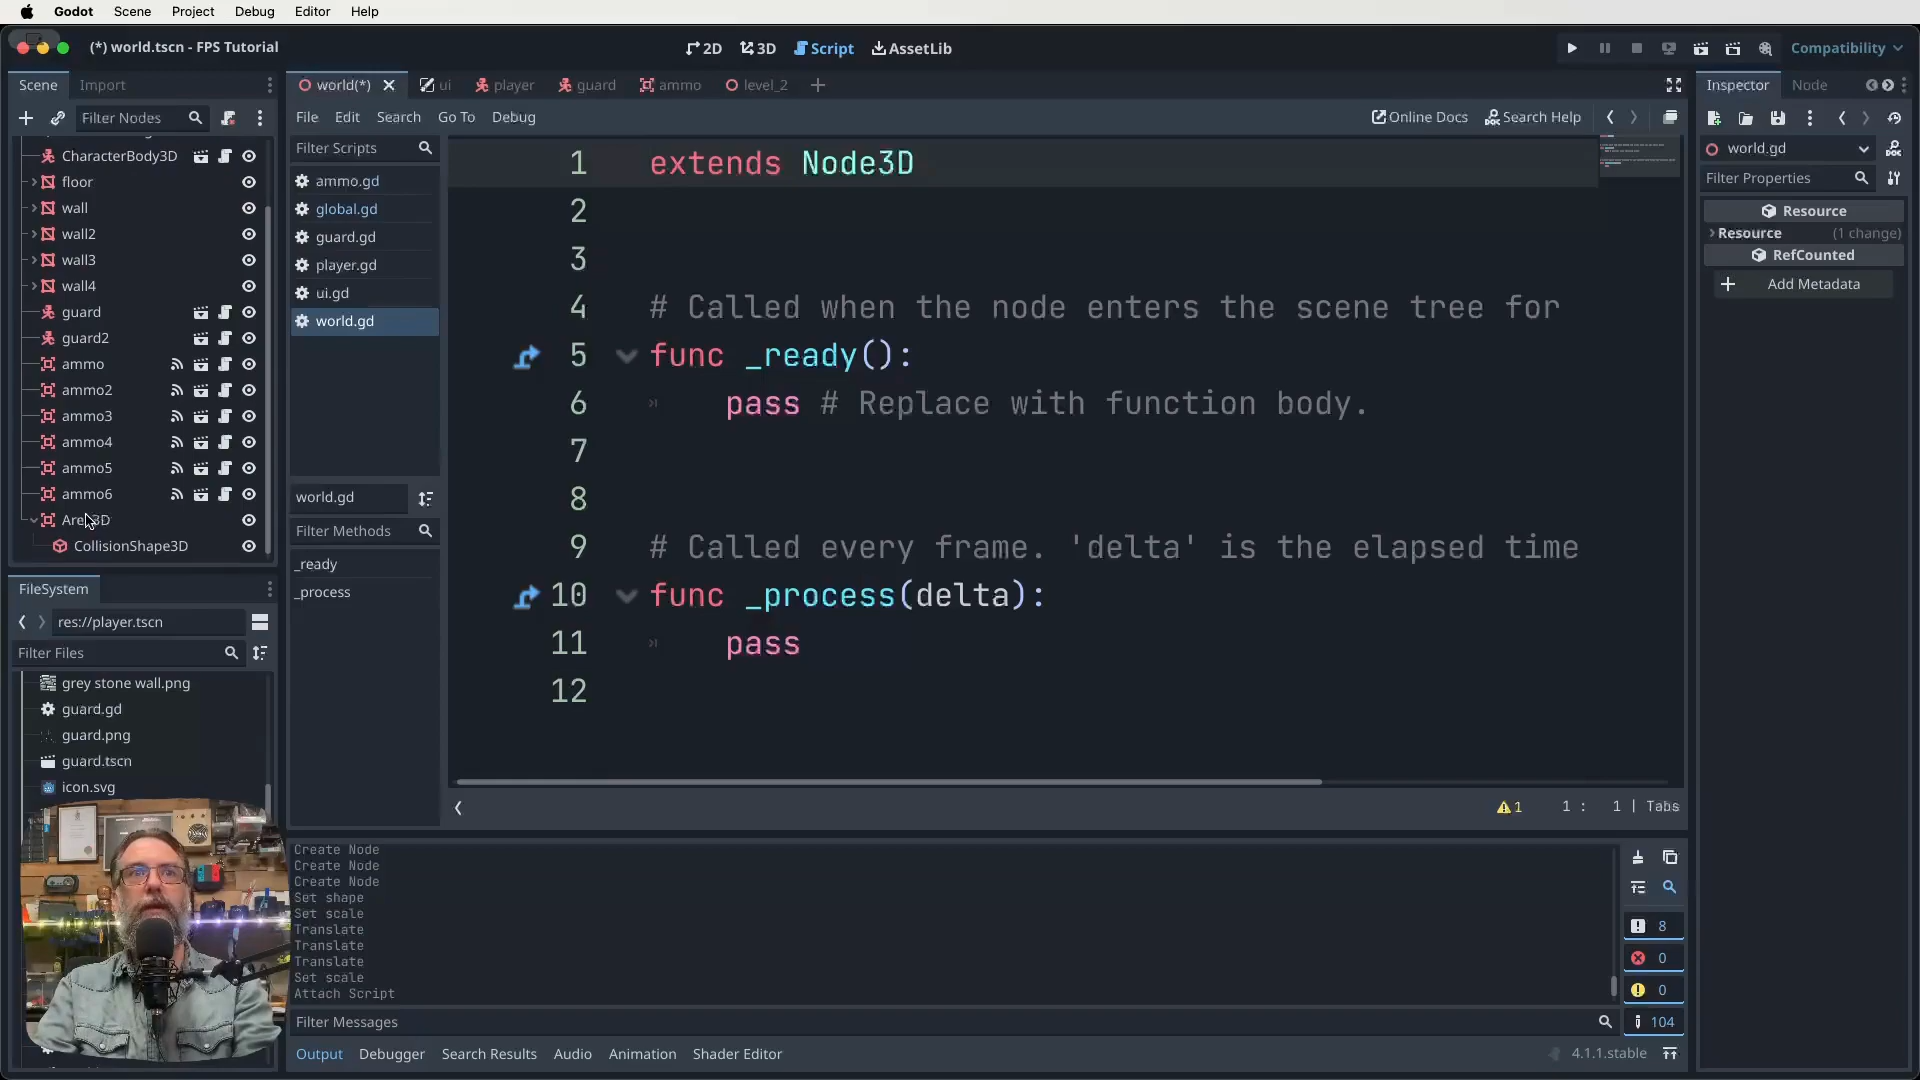 Godot Scene Project Debug Editor Help
(*) world.tscn - FPS Tutorial
2D 3D Script AssetLib
Compatibility
Scene Import
world(*) ui player guard ammo level_2
Inspector Node
Filter Nodes
File Edit Search Go To Debug
Online Docs Search Help
CharacterBody3D
floor
wall
wall2
wall3
wall4
guard
guard2
ammo
ammo2
ammo3
ammo4
ammo5
ammo6
Area3D
CollisionShape3D
Filter Scripts
ammo.gd
global.gd
guard.gd
player.gd
ui.gd
world.gd
world.gd
Filter Methods
_ready
_process
1 extends Node3D
2
3
4 # Called when the node enters the scene tree for
5 func _ready():
6 pass # Replace with function body.
7
8
9 # Called every frame. 'delta' is the elapsed time
10 func _process(delta):
11 pass
12
1 1 : 1 | Tabs
world.gd
Filter Properties
Resource
Resource (1 change)
RefCounted
Add Metadata
FileSystem
res://player.tscn
Filter Files
grey stone wall.png
guard.gd
guard.png
guard.tscn
icon.svg
Create Node
Create Node
Create Node
Set shape
Set scale
Translate
Translate
Translate
Set scale
Attach Script
8
0
0
104
Filter Messages
Output Debugger Search Results Audio Animation Shader Editor
4.1.1.stable